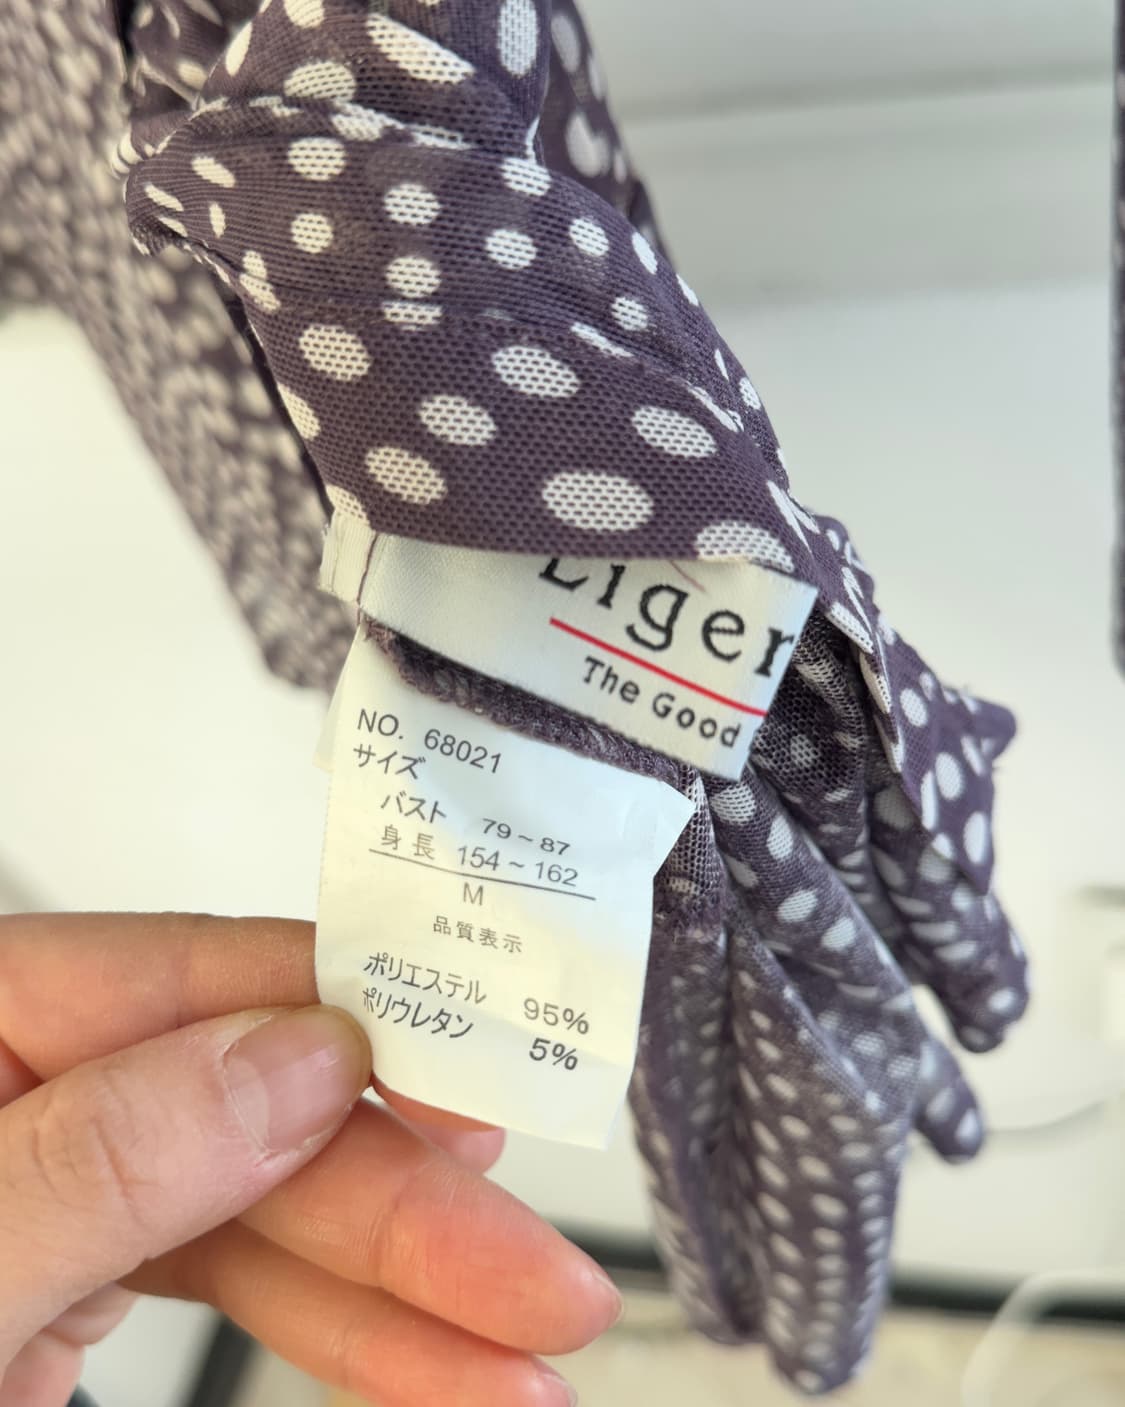 Liger
The Good
NO. 68021
サイズ
バスト 79~87
身長 154~162
M
品質表示
ポリエステル 95%
ポリウレタン 5%